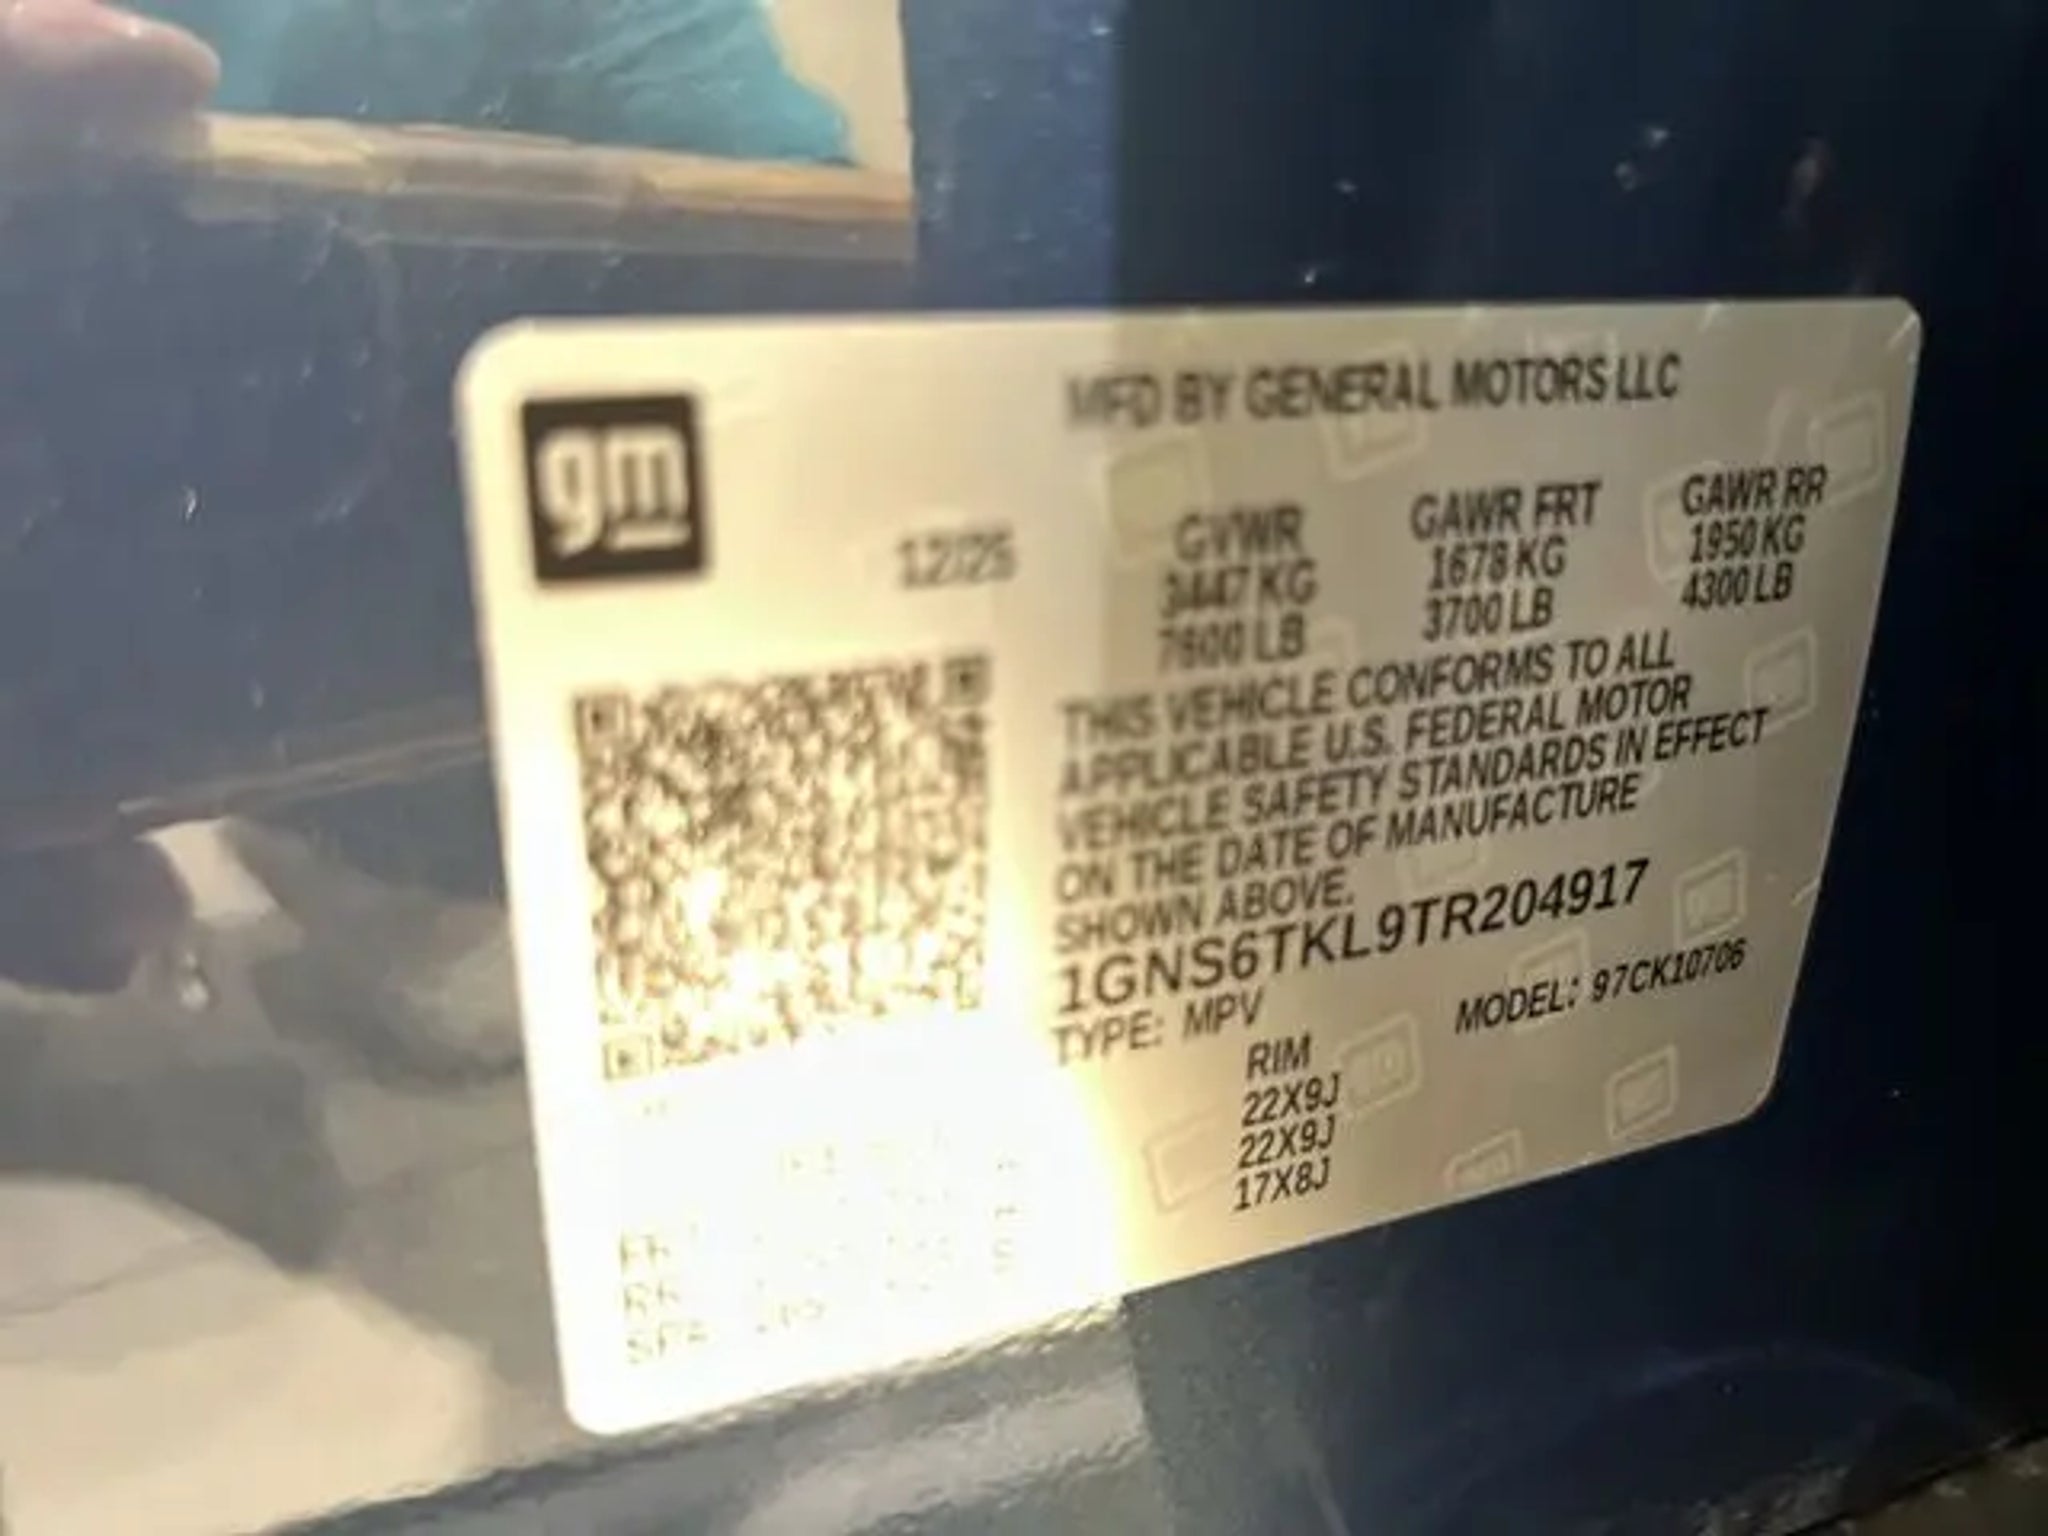 gm
MFD BY GENERAL MOTORS LLC
12/25
GVWR GAWR FRT GAWR RR
3447 KG 1678 KG 1950 KG
7600 LB 3700 LB 4300 LB
THIS VEHICLE CONFORMS TO ALL
APPLICABLE U.S. FEDERAL MOTOR
VEHICLE SAFETY STANDARDS IN EFFECT
ON THE DATE OF MANUFACTURE
SHOWN ABOVE.
1GNS6TKL9TR204917
TYPE: MPV MODEL: 97CK10706
RIM
22X9J
22X9J
17X8J